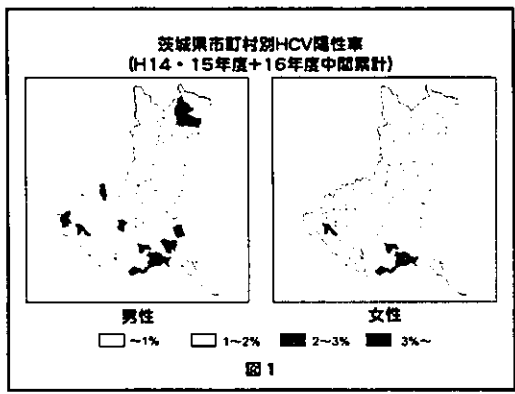 茨城県市町村別HCV陽性率
(H14・15年度+16年度中間累計)
男性
女性
~1%
1~2%
2~3%
3%~
図1